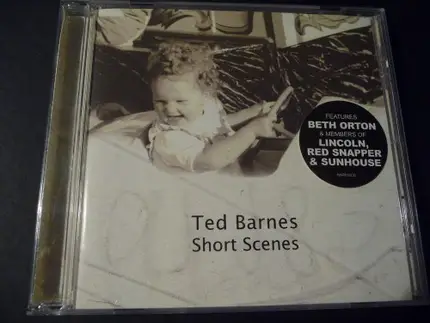 FEATURES
BETH ORTON
& MEMBERS OF
LINCOLN,
RED SNAPPER
& SUNHOUSE
Ted Barnes
Short Scenes